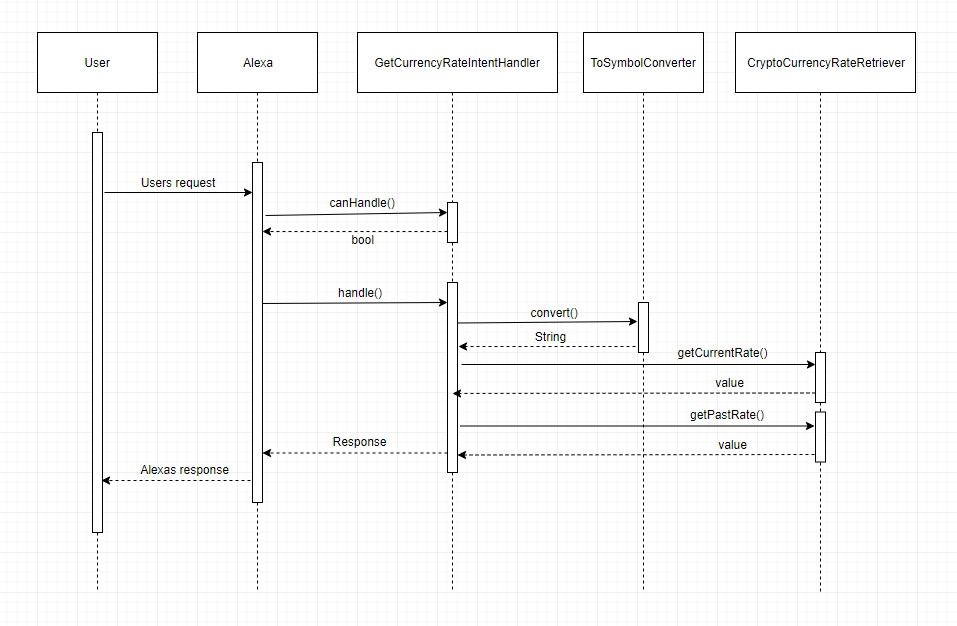 User
Alexa
GetCurrencyRateIntentHandler
ToSymbolConverter
CryptoCurrencyRateRetriever
Users request
canHandle()
bool
handle()
convert()
String
getCurrentRate()
value
getPastRate()
Response
value
Alexas response